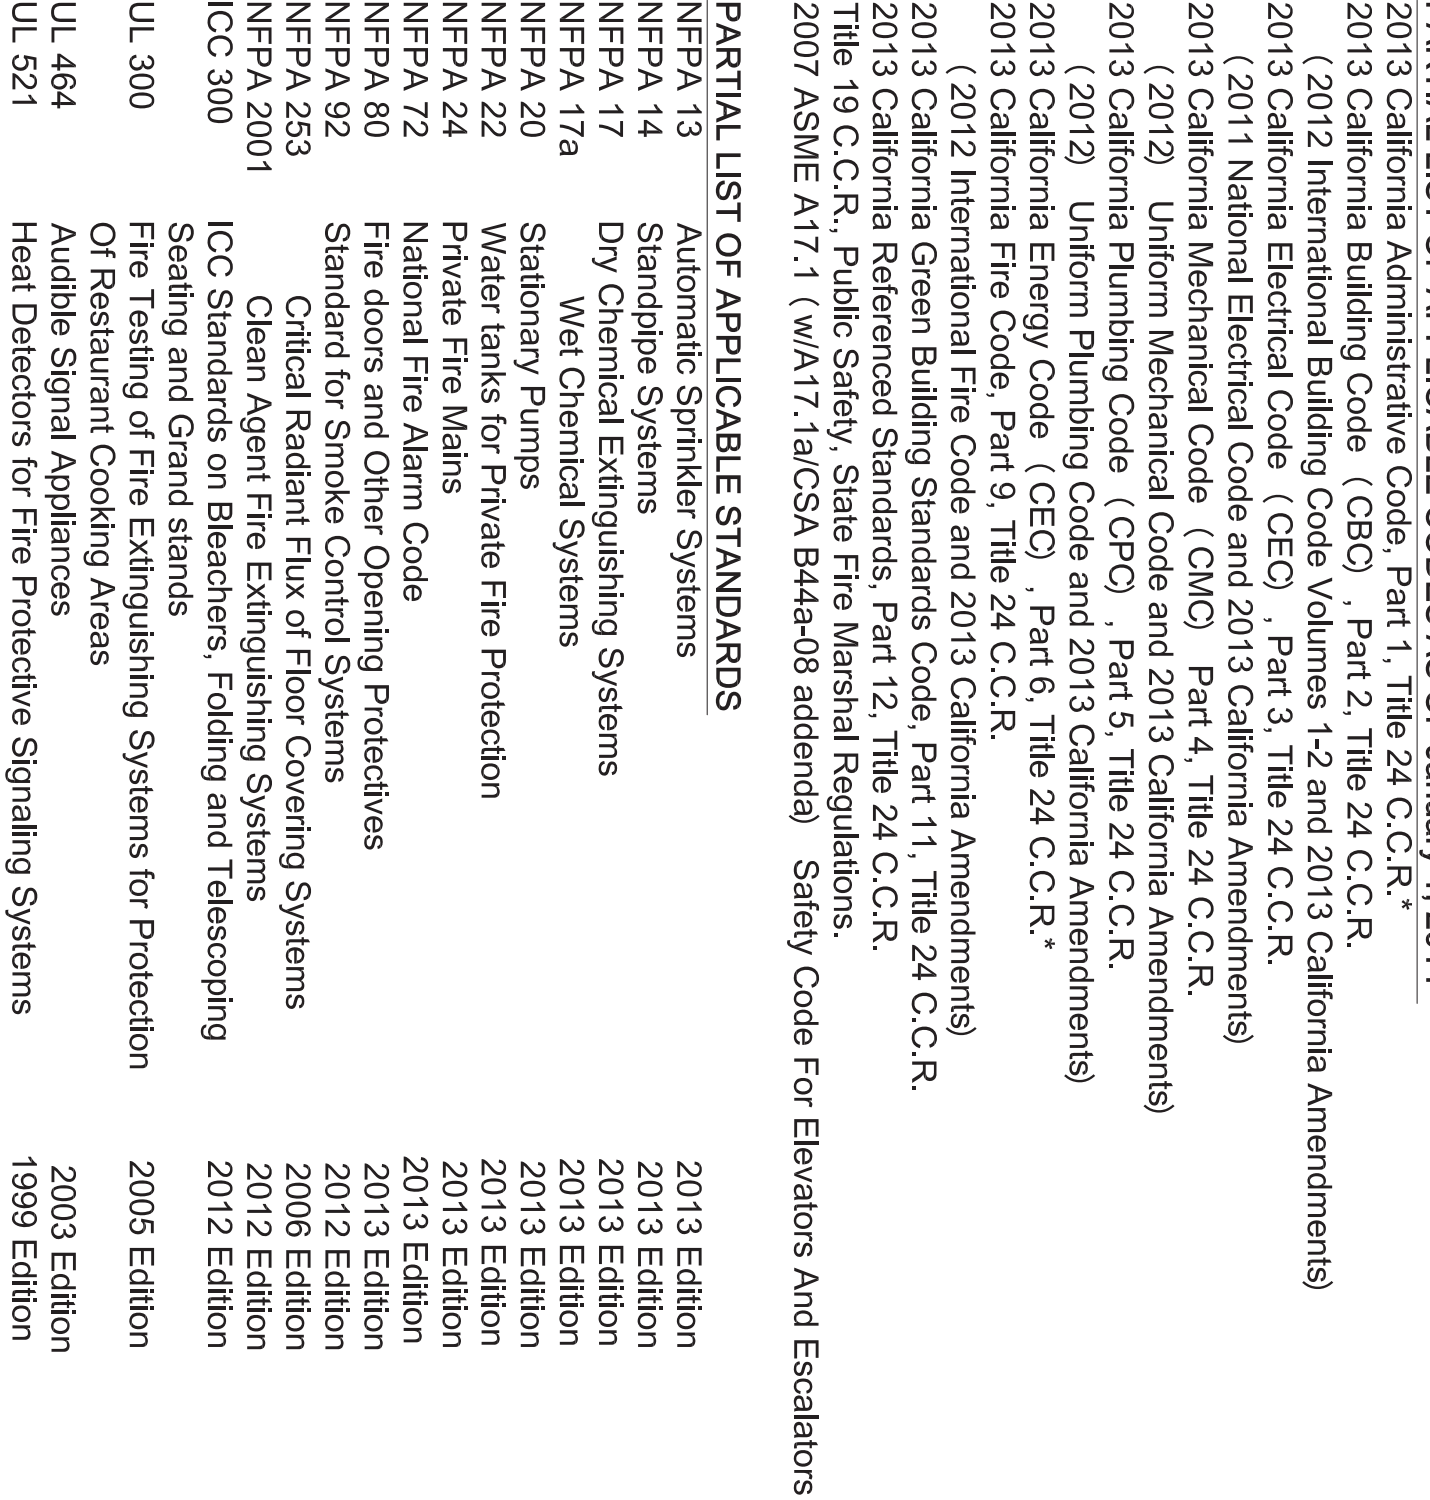 PARTIAL LIST OF APPLICABLE CODES AS OF January 1, 2014
2013 California Administrative Code, Part 1, Title 24 C.C.R.*
2013 California Building Code (CBC) , Part 2, Title 24 C.C.R.
(2012 International Building Code Volumes 1-2 and 2013 California Amendments)
2013 California Electrical Code (CEC) , Part 3, Title 24 C.C.R.
(2011 National Electrical Code and 2013 California Amendments)
2013 California Mechanical Code (CMC) Part 4, Title 24 C.C.R.
(2012) Uniform Mechanical Code and 2013 California Amendments)
2013 California Plumbing Code (CPC) , Part 5, Title 24 C.C.R.
(2012) Uniform Plumbing Code and 2013 California Amendments)
2013 California Energy Code (CEC) , Part 6, Title 24 C.C.R.*
2013 California Fire Code, Part 9, Title 24 C.C.R.
(2012 International Fire Code and 2013 California Amendments)
2013 California Green Building Standards Code, Part 11, Title 24 C.C.R.
2013 California Referenced Standards, Part 12, Title 24 C.C.R.
Title 19 C.C.R., Public Safety, State Fire Marshal Regulations.
2007 ASME A17.1 (w/A17.1a/CSA B44a-08 addenda) Safety Code For Elevators And Escalators
PARTIAL LIST OF APPLICABLE STANDARDS
NFPA 13 Automatic Sprinkler Systems 2013 Edition
NFPA 14 Standpipe Systems 2013 Edition
NFPA 17 Dry Chemical Extinguishing Systems 2013 Edition
NFPA 17a Wet Chemical Systems 2013 Edition
NFPA 20 Stationary Pumps 2013 Edition
NFPA 22 Water tanks for Private Fire Protection 2013 Edition
NFPA 24 Private Fire Mains 2013 Edition
NFPA 72 National Fire Alarm Code 2013 Edition
NFPA 80 Fire doors and Other Opening Protectives 2013 Edition
NFPA 92 Standard for Smoke Control Systems 2012 Edition
NFPA 253 Critical Radiant Flux of Floor Covering Systems 2006 Edition
NFPA 2001 Clean Agent Fire Extinguishing Systems 2012 Edition
ICC 300 ICC Standards on Bleachers, Folding and Telescoping 2012 Edition
Seating and Grand stands
UL 300 Fire Testing of Fire Extinguishing Systems for Protection 2005 Edition
Of Restaurant Cooking Areas
UL 464 Audible Signal Appliances 2003 Edition
UL 521 Heat Detectors for Fire Protective Signaling Systems 1999 Edition